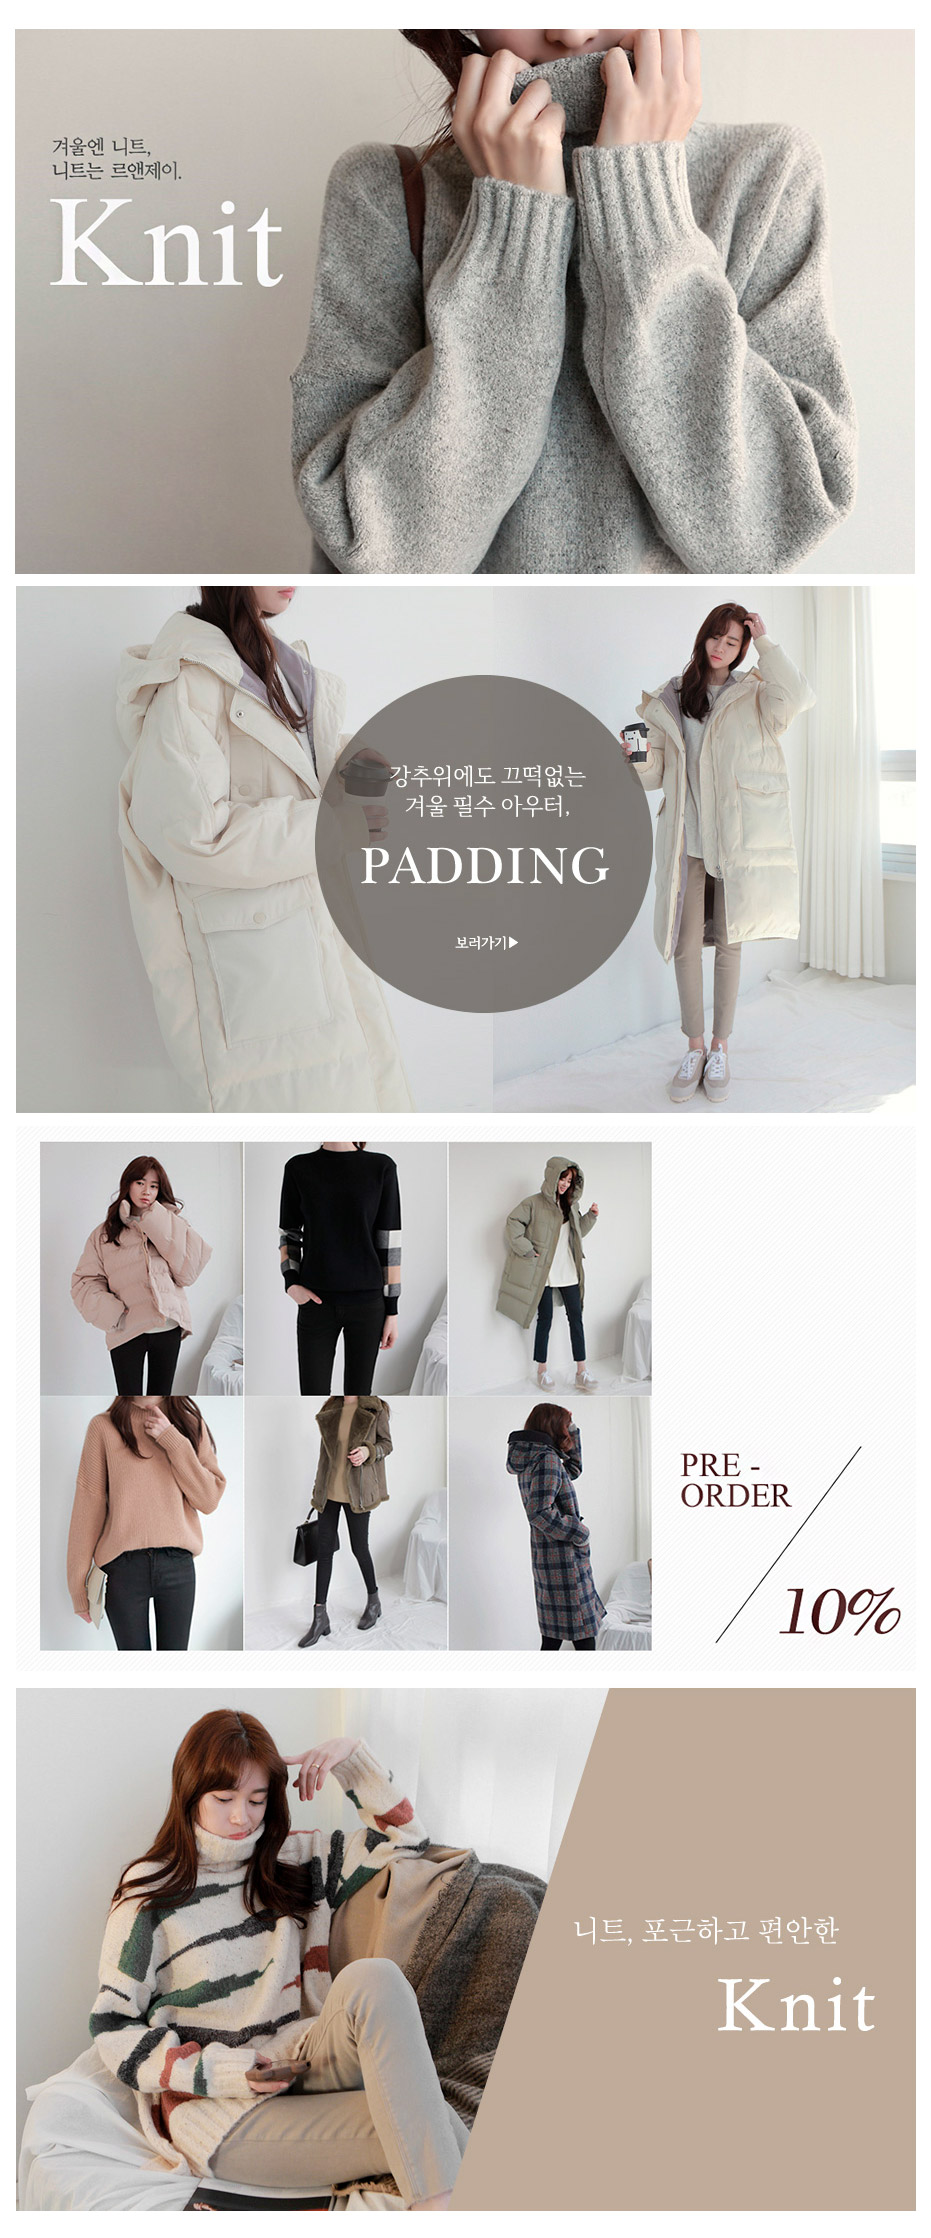 겨울엔 니트,
니트는 르앤제이.
Knit
강추위에도 끄떡없는
겨울 필수 아우터,
PADDING
보러가기▶
PRE -
ORDER
10%
니트, 포근하고 편안한
Knit